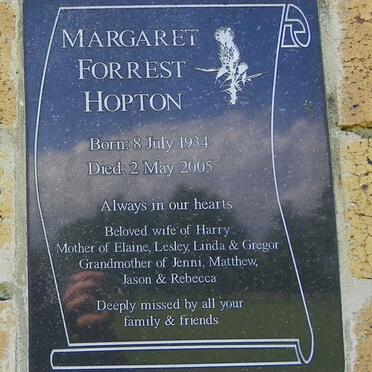 MARGARET
FORREST
HOPTON
Born: 8 July 1934
Died: 2 May 2005
Always in our hearts
Beloved wife of Harry
Mother of Elaine, Lesley, Linda & Gregor
Grandmother of Jenni, Matthew,
Jason & Rebecca
Deeply missed by all your
family & friends